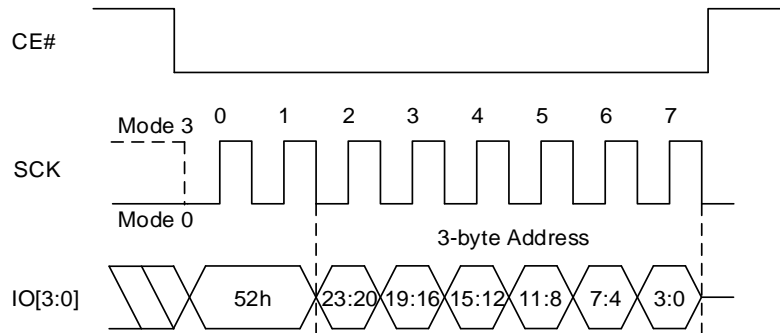 CE#
0 1 2 3 4 5 6 7
Mode 3
SCK
Mode 0
3-byte Address
IO[3:0] 52h 23:20 19:16 15:12 11:8 7:4 3:0